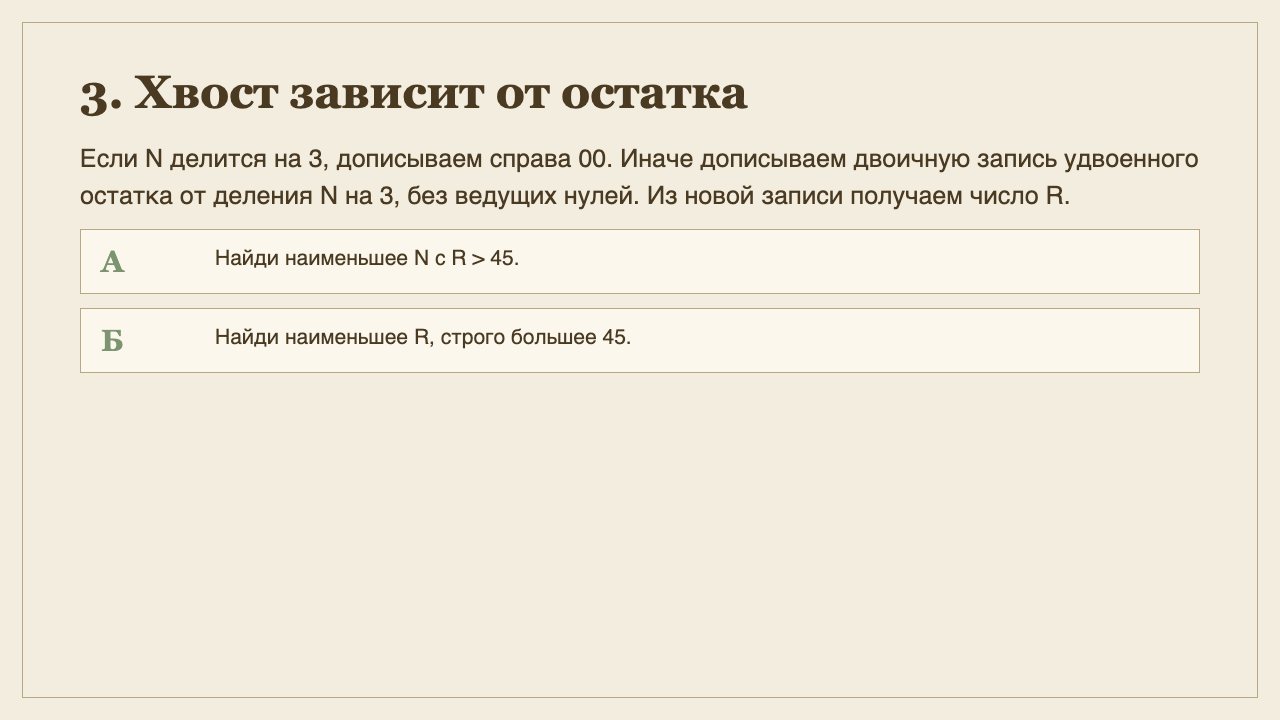 3. Хвост зависит от остатка
Если N делится на 3, дописываем справа 00. Иначе дописываем двоичную запись удвоенного
остатка от деления N на 3, без ведущих нулей. Из новой записи получаем число R.
А
Найди наименьшее N с R > 45.
Б
Найди наименьшее R, строго большее 45.